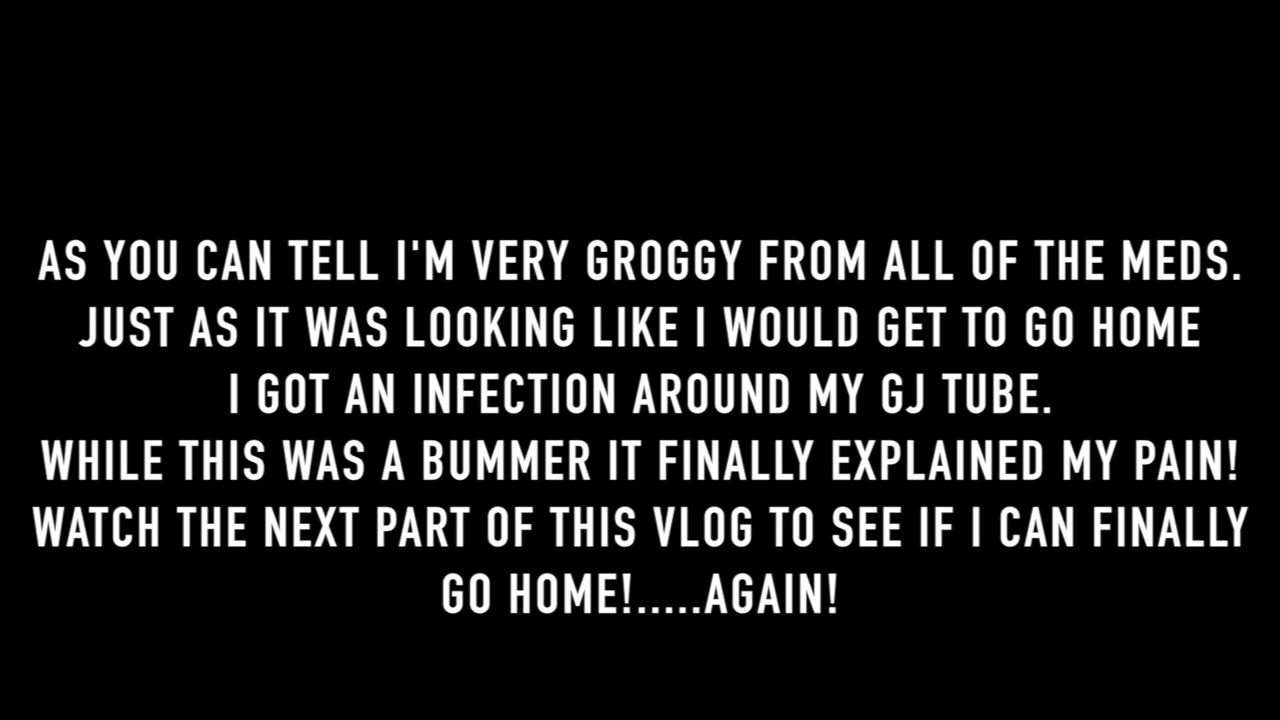 AS YOU CAN TELL I'M VERY GROGGY FROM ALL OF THE MEDS.
JUST AS IT WAS LOOKING LIKE I WOULD GET TO GO HOME
I GOT AN INFECTION AROUND MY GJ TUBE.
WHILE THIS WAS A BUMMER IT FINALLY EXPLAINED MY PAIN!
WATCH THE NEXT PART OF THIS VLOG TO SEE IF I CAN FINALLY
GO HOME!.....AGAIN!